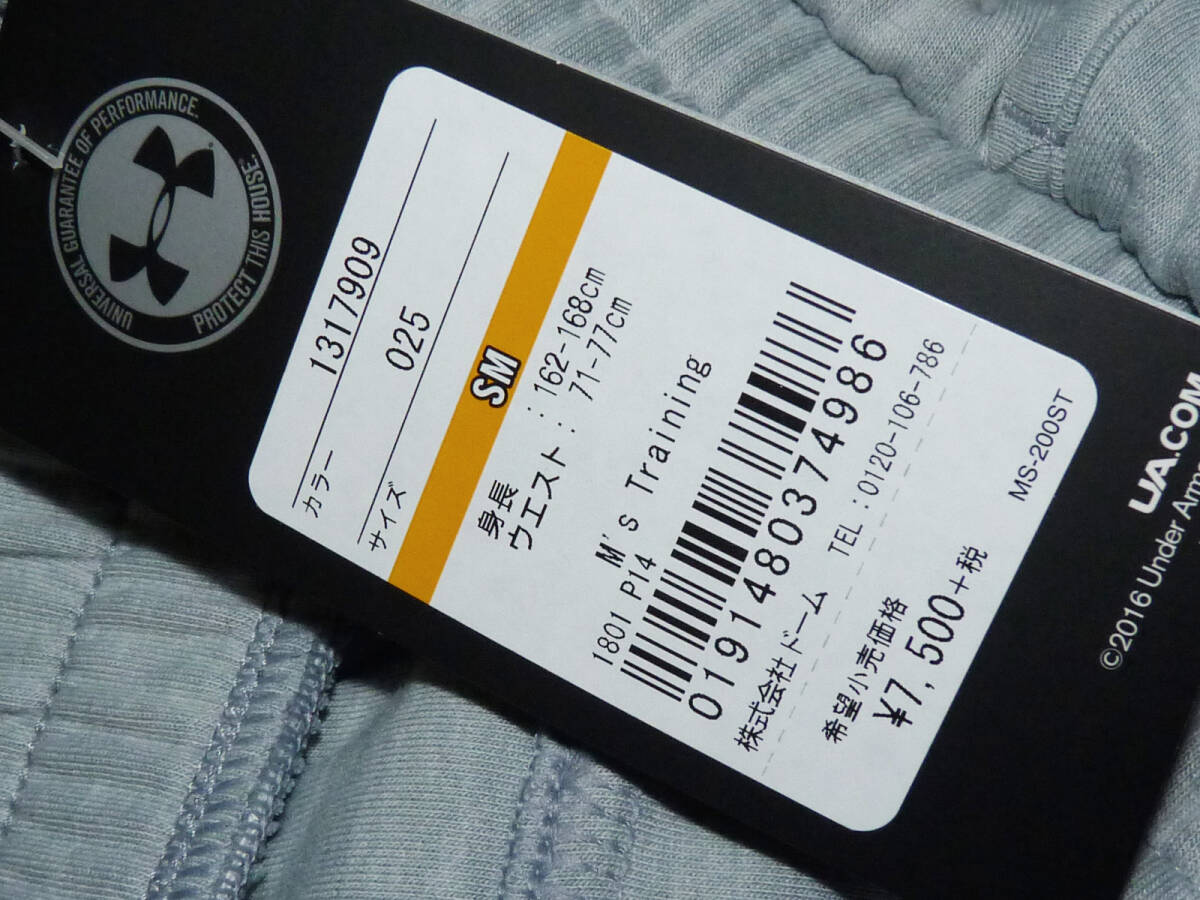 UNIVERSAL GUARANTEE OF PERFORMANCE.
PROTECT THIS HOUSE.
1317909
カラー 025
サイズ
SM
身長 : 162-168cm
ウエスト : 71-77cm
M's Training
1801 P14
0191480374986
株式会社ドーム TEL:0120-106-786
希望小売価格
¥7,500+税
MS-200ST
UA.COM
©2016 Under Arm